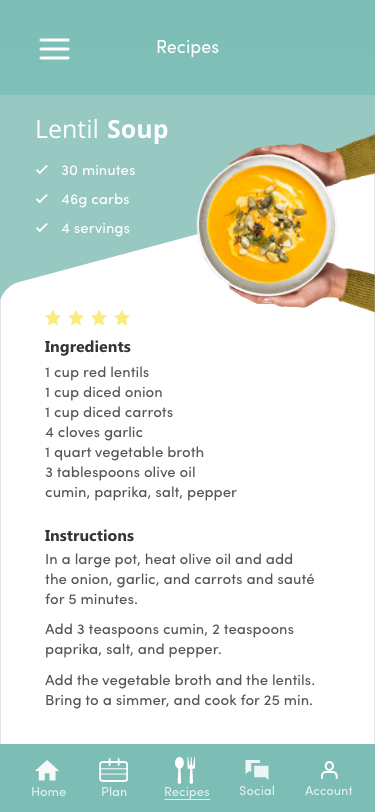 Recipes
Lentil Soup
30 minutes
46g carbs
4 servings
Ingredients
1 cup red lentils
1 cup diced onion
1 cup diced carrots
4 cloves garlic
1 quart vegetable broth
3 tablespoons olive oil
cumin, paprika, salt, pepper
Instructions
In a large pot, heat olive oil and add
the onion, garlic, and carrots and sauté
for 5 minutes.
Add 3 teaspoons cumin, 2 teaspoons
paprika, salt, and pepper.
Add the vegetable broth and the lentils.
Bring to a simmer, and cook for 25 min.
Home Plan Recipes Social Account